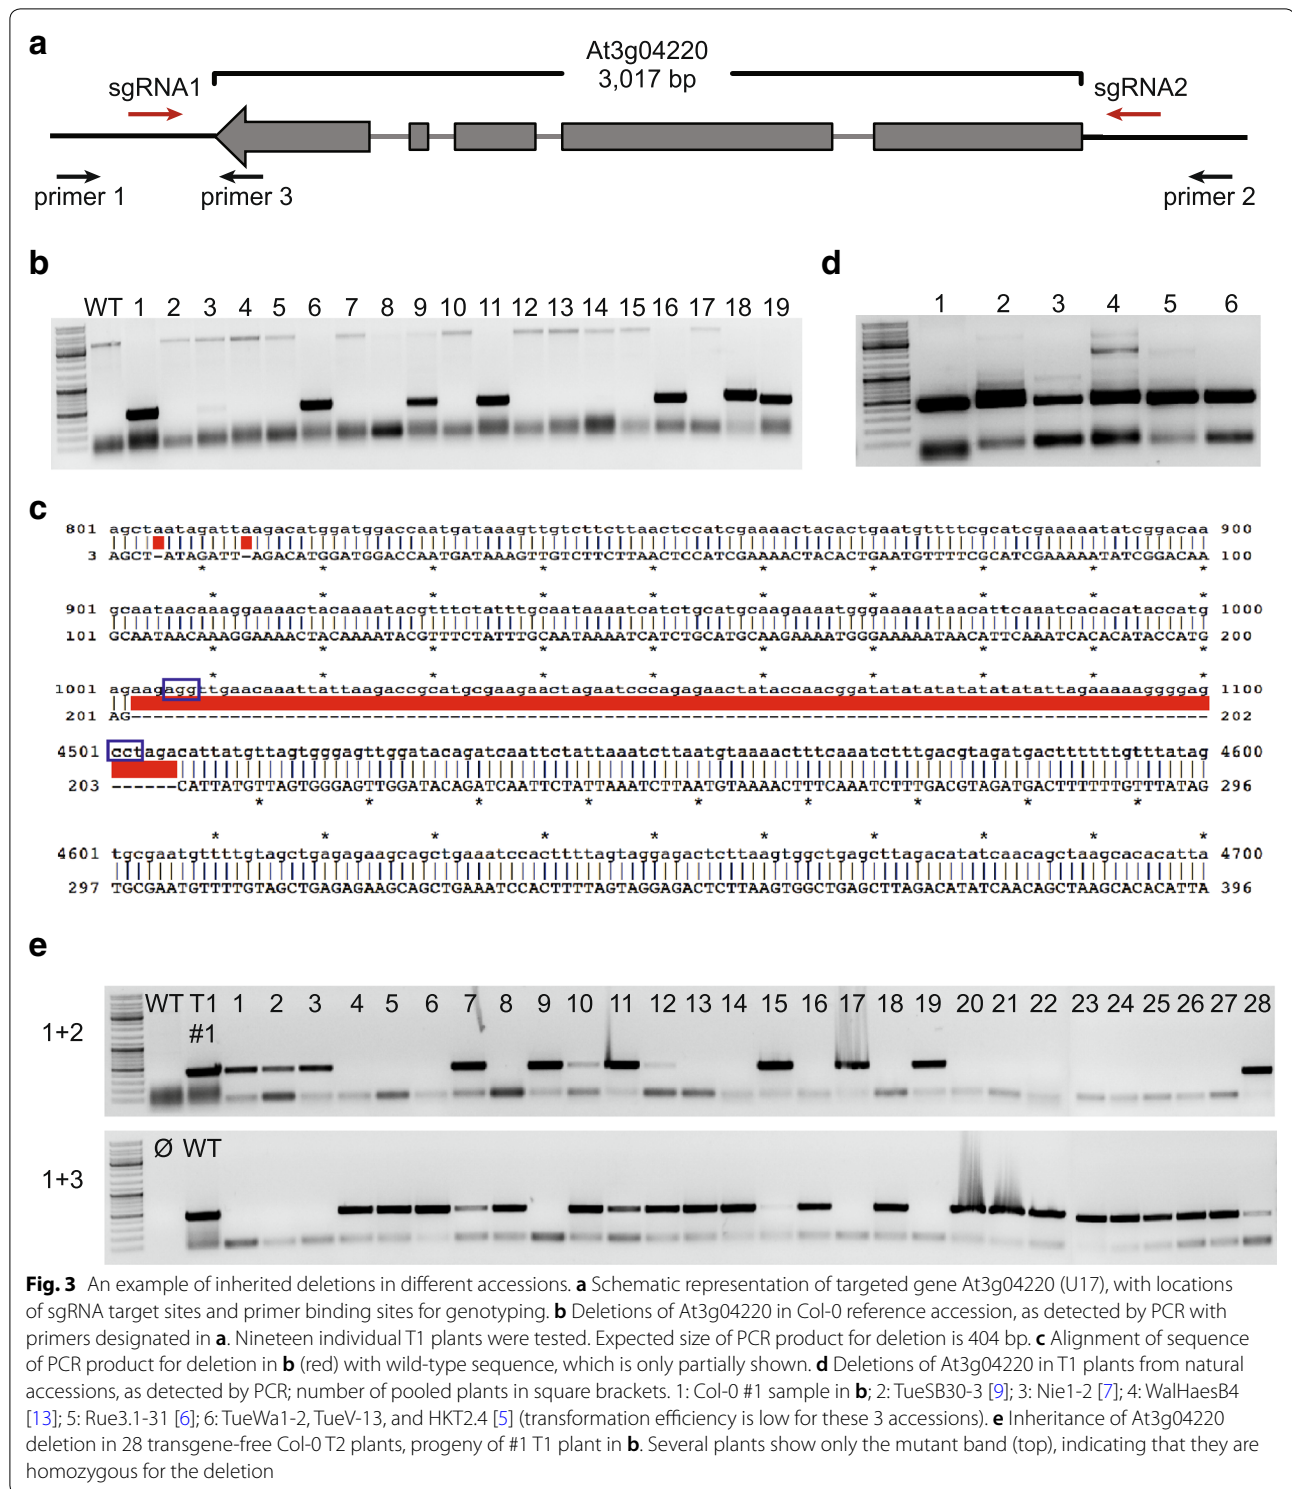 a
At3g04220
3,017 bp
sgRNA1
sgRNA2
primer 1
primer 3
primer 2
b
WT 1 2 3 4 5 6 7 8 9 10 11 12 13 14 15 16 17 18 19
d
1 2 3 4 5 6
c
801 agctaatagattaagacatggatggaccaatgataaagttgtcttcttaactccatcgaaaactacactgaatgttttcgcatcgaaaaatatcggacaa 900
3 AGCT-ATAGATT-AGACATGGATGGACCAATGATAAAGTTGTCTTCTTAACTCCATCGAAAACTACACTGAATGTTTTCGCATCGAAAAATATCGGACAA 100
* * * * * * * * * *
* * * * * * * * * *
901 gcaataacaaaggaaaactacaaaatacgtttctatttgcaataaaatcatctgcatgcaagaaaatgggaaaaataacattcaaatcacacataccatg 1000
101 GCAATAACAAAGGAAAACTACAAAATACGTTTCTATTTGCAATAAAATCATCTGCATGCAAGAAAATGGGAAAAATAACATTCAAATCACACATACCATG 200
* * * * * * * * * *
* * * * * * * * * *
1001 agaagaggttgaacaaattattaagaccgcatgcgaagaactagaatcccagagaactataccaacggatatatatatatatatattagaaaaaggggag 1100
201 AG-------------------------------------------------------------------------------------------------- 202
4501 cctagacattatgttagtgggagttggatacagatcaattctattaaatcttaatgtaaaactttcaaatctttgacgtagatgacttttttgtttatag 4600
203 ------CATTATGTTAGTGGGAGTTGGATACAGATCAATTCTATTAAATCTTAATGTAAAACTTTCAAATCTTTGACGTAGATGACTTTTTTGTTTATAG 296
* * * * * * * * *
* * * * * * * * * *
4601 tgcgaatgttttgtagctgagagaagcagctgaaatccacttttagtaggagactcttaagtggctgagcttagacatatcaacagctaagcacacatta 4700
297 TGCGAATGTTTTGTAGCTGAGAGAAGCAGCTGAAATCCACTTTTAGTAGGAGACTCTTAAGTGGCTGAGCTTAGACATATCAACAGCTAAGCACACATTA 396
e
WT T1 1 2 3 4 5 6 7 8 9 10 11 12 13 14 15 16 17 18 19 20 21 22 23 24 25 26 27 28
#1
1+2
Ø WT
1+3
Fig. 3 An example of inherited deletions in different accessions. a Schematic representation of targeted gene At3g04220 (U17), with locations
of sgRNA target sites and primer binding sites for genotyping. b Deletions of At3g04220 in Col-0 reference accession, as detected by PCR with
primers designated in a. Nineteen individual T1 plants were tested. Expected size of PCR product for deletion is 404 bp. c Alignment of sequence
of PCR product for deletion in b (red) with wild-type sequence, which is only partially shown. d Deletions of At3g04220 in T1 plants from natural
accessions, as detected by PCR; number of pooled plants in square brackets. 1: Col-0 #1 sample in b; 2: TueSB30-3 [9]; 3: Nie1-2 [7]; 4: WalHaesB4
[13]; 5: Rue3.1-31 [6]; 6: TueWa1-2, TueV-13, and HKT2.4 [5] (transformation efficiency is low for these 3 accessions). e Inheritance of At3g04220
deletion in 28 transgene-free Col-0 T2 plants, progeny of #1 T1 plant in b. Several plants show only the mutant band (top), indicating that they are
homozygous for the deletion